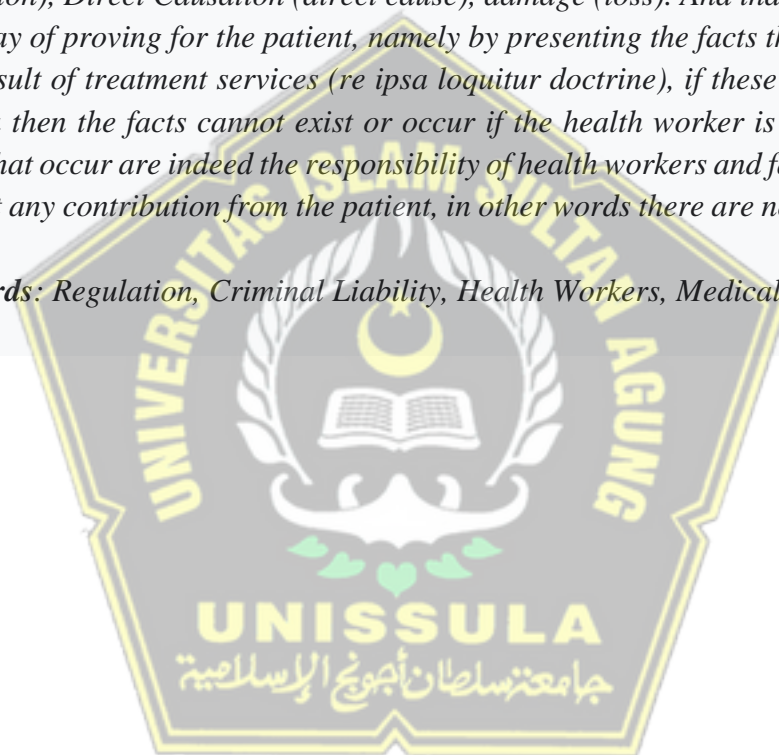 on), Direct Causation (direct cause), damage (loss). And tha
ay of proving for the patient, namely by presenting the facts th
sult of treatment services (re ipsa loquitur doctrine), if these
then the facts cannot exist or occur if the health worker is
hat occur are indeed the responsibility of health workers and f
t any contribution from the patient, in other words there are n
rds: Regulation, Criminal Liability, Health Workers, Medical
UNIVERSITAS ISLAM SULTAN AGUNG
UNISSULA
جامعة سلطان أجونج الإسلامية